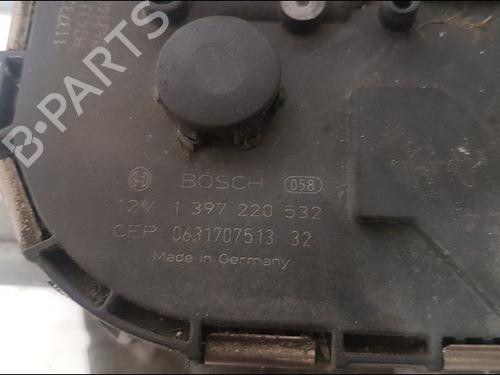 B-PARTS
BOSCH 058
12V 1 397 220 532
CEP 0631707513 32
Made in Germany